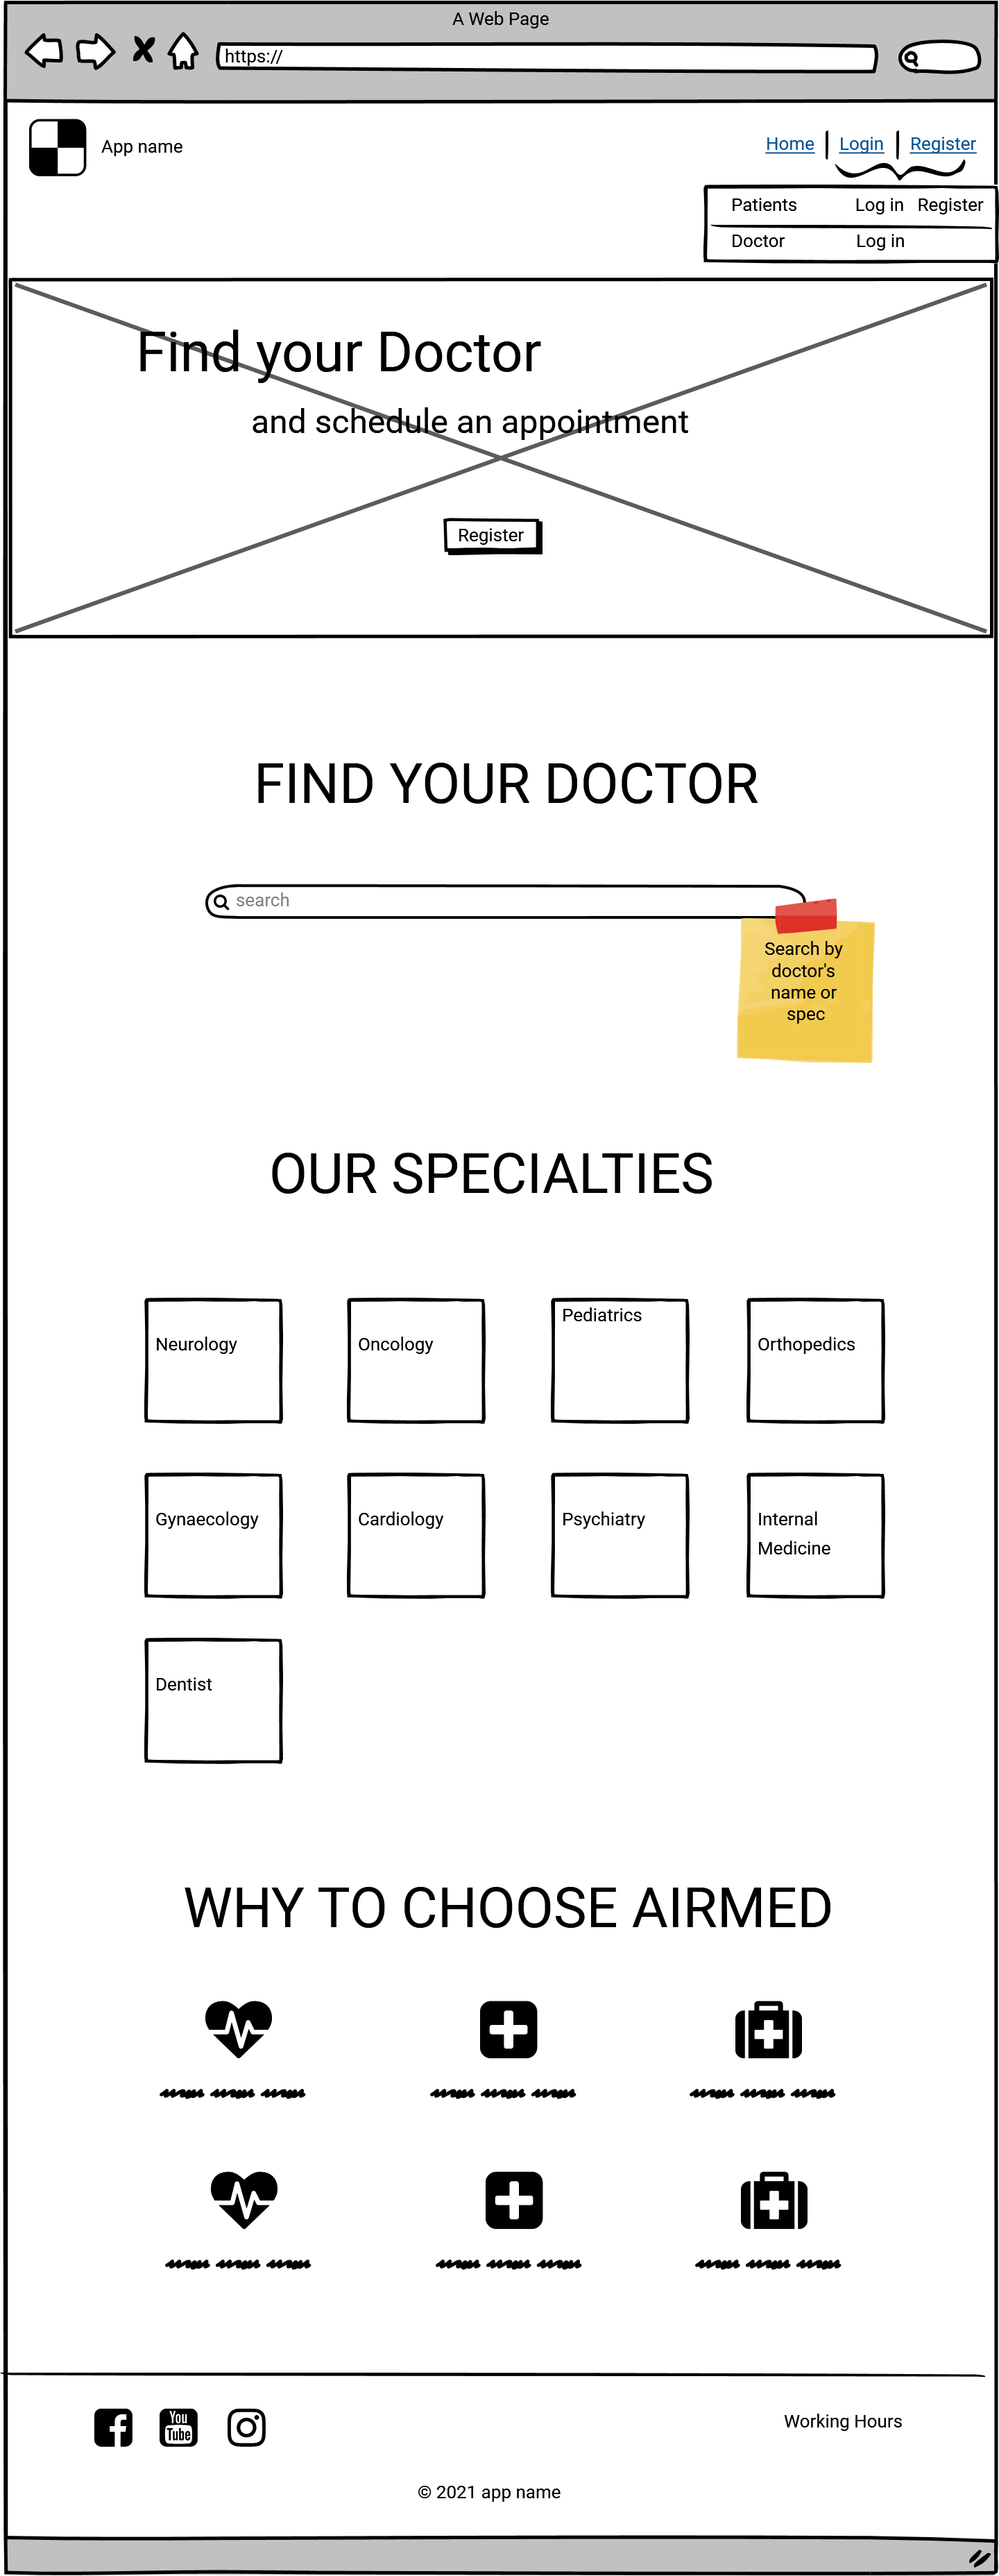 A Web Page
https://
App name
Home Login Register
Patients Log in Register
Doctor Log in
Find your Doctor
and schedule an appointment
Register
FIND YOUR DOCTOR
search
Search by
doctor's
name or
spec
OUR SPECIALTIES
Neurology
Oncology
Pediatrics
Orthopedics
Gynaecology
Cardiology
Psychiatry
Internal
Medicine
Dentist
WHY TO CHOOSE AIRMED
You
Tube
Working Hours
© 2021 app name